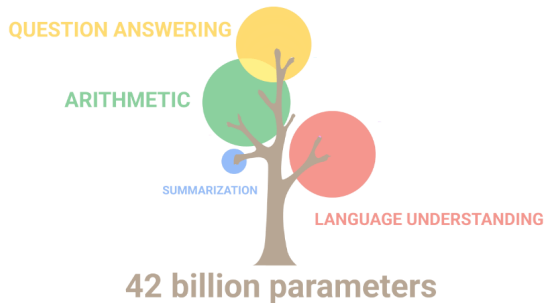 QUESTION ANSWERING
ARITHMETIC
SUMMARIZATION
LANGUAGE UNDERSTANDING
42 billion parameters